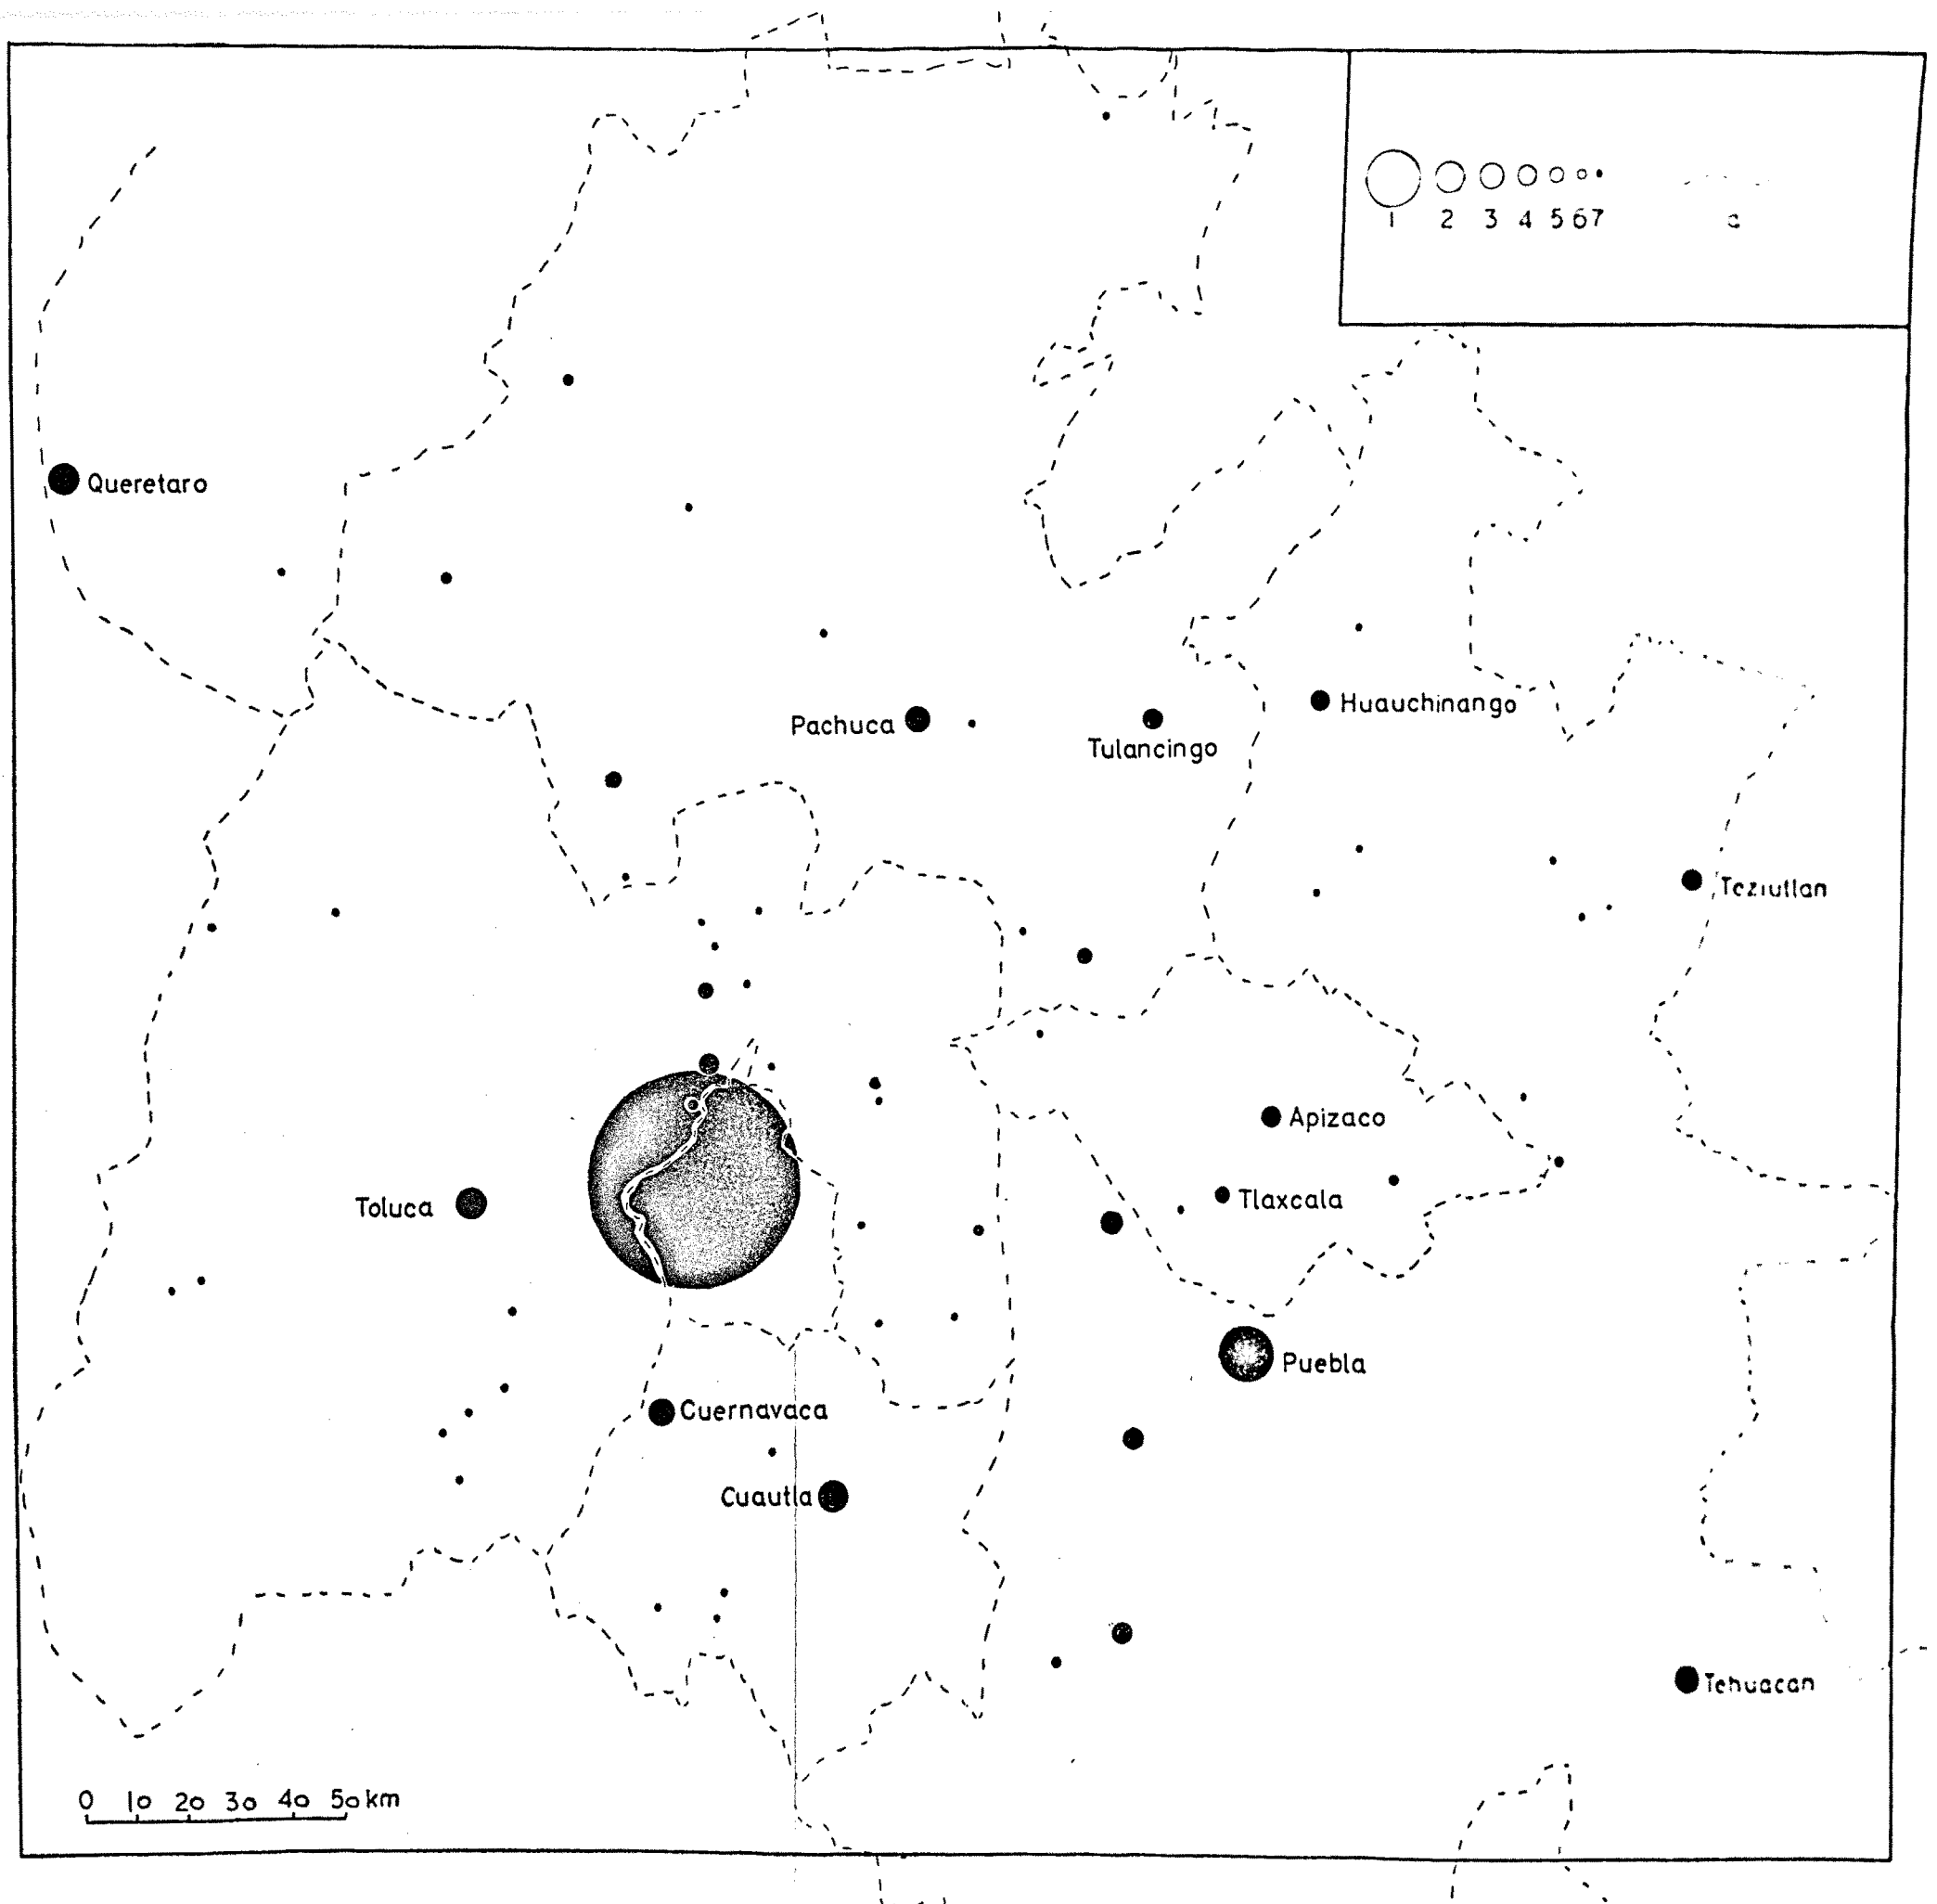 1 2 3 4 5 6 7 a
Queretaro
Huauchinango
Pachuca
Tulancingo
Teziutlan
Apizaco
Tlaxcala
Toluca
Puebla
Cuernavaca
Cuautla
Tehuacan
0 10 20 30 40 50 km